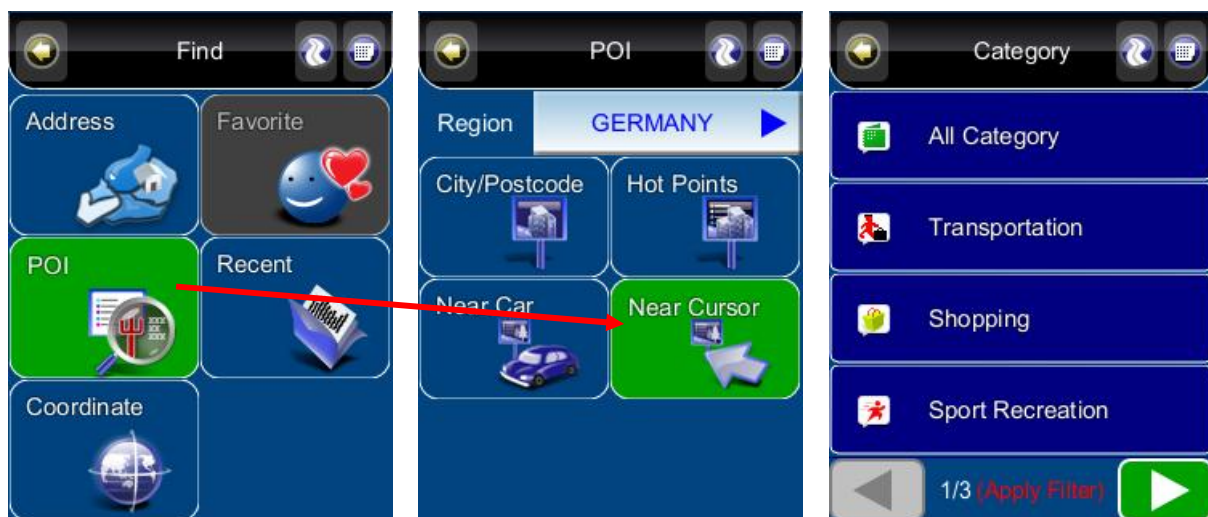 Find
Address
Favorite
POI
Recent
Coordinate
POI
Region
GERMANY
City/Postcode
Hot Points
Near Car
Near Cursor
Category
All Category
Transportation
Shopping
Sport Recreation
1/3 (Apply Filter)